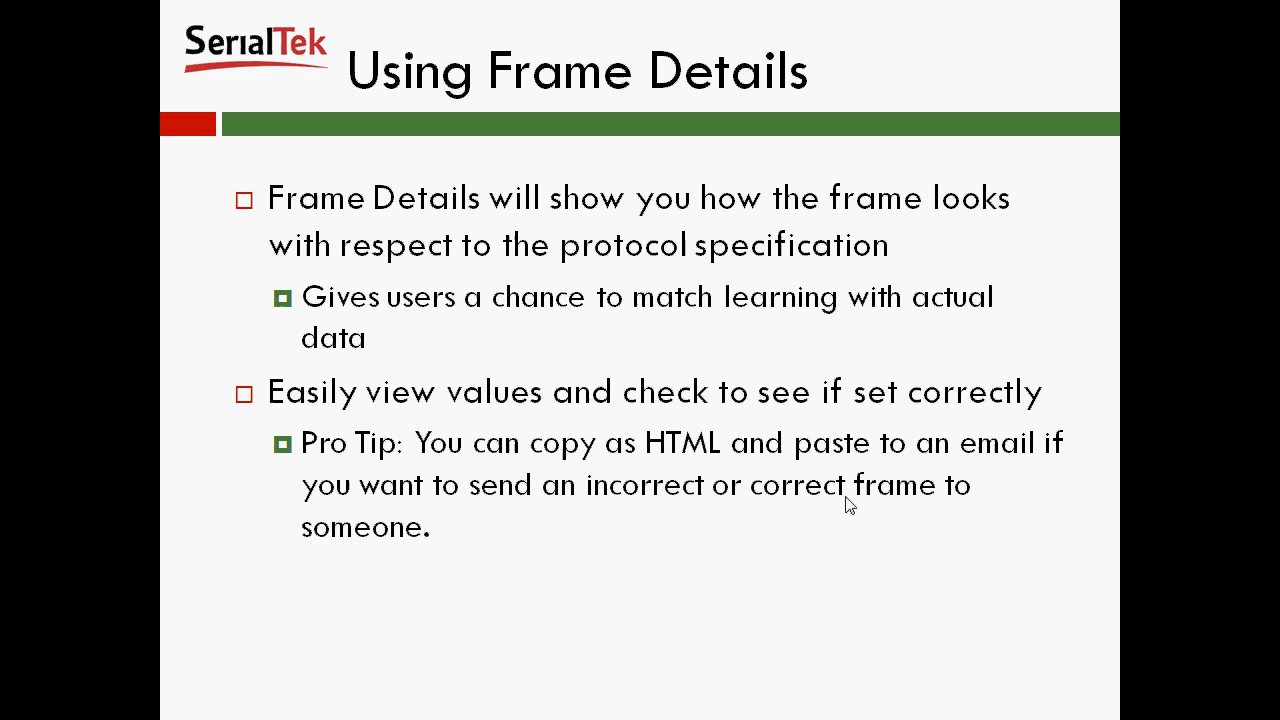 SerialTek
Using Frame Details
Frame Details will show you how the frame looks
with respect to the protocol specification
Gives users a chance to match learning with actual
data
Easily view values and check to see if set correctly
Pro Tip: You can copy as HTML and paste to an email if
you want to send an incorrect or correct frame to
someone.